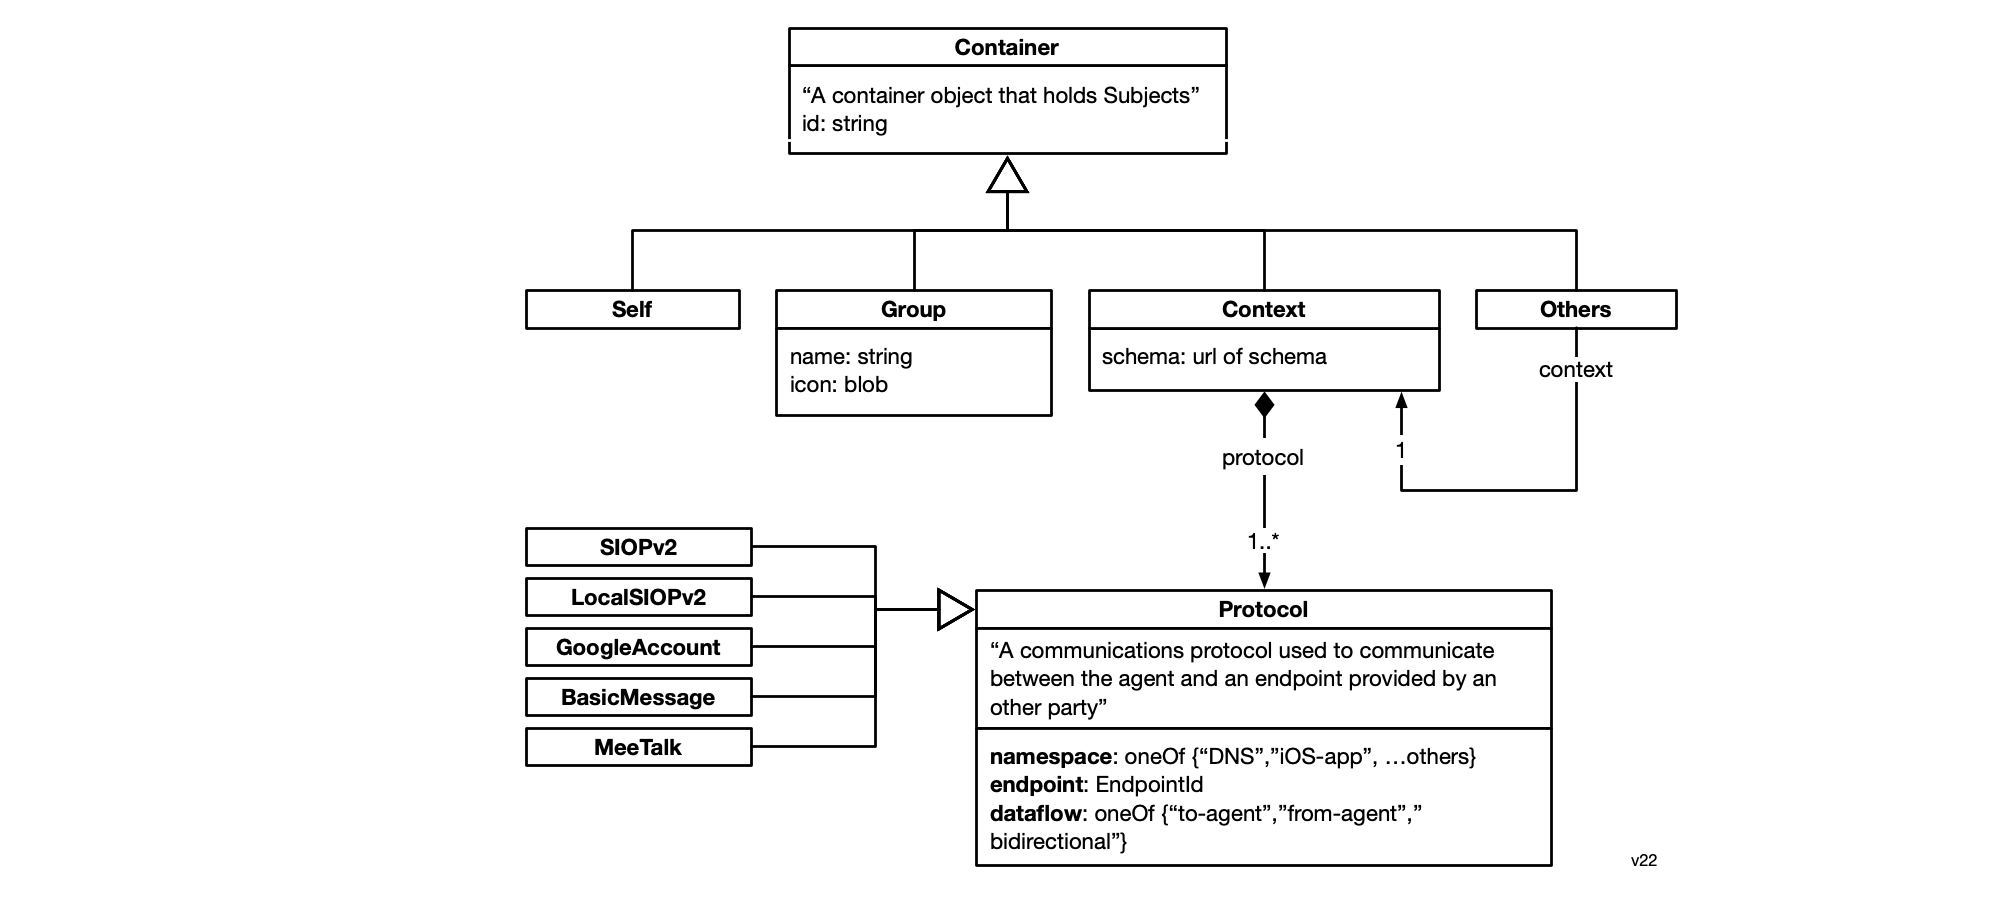 Container
“A container object that holds Subjects”
id: string
Self
Group
name: string
icon: blob
Context
schema: url of schema
Others
context
1
protocol
1..*
SIOPv2
LocalSIOPv2
GoogleAccount
BasicMessage
MeeTalk
Protocol
“A communications protocol used to communicate
between the agent and an endpoint provided by an
other party”
namespace: oneOf {“DNS”,”iOS-app”, …others}
endpoint: EndpointId
dataflow: oneOf {“to-agent”,”from-agent”,”
bidirectional”}
v22